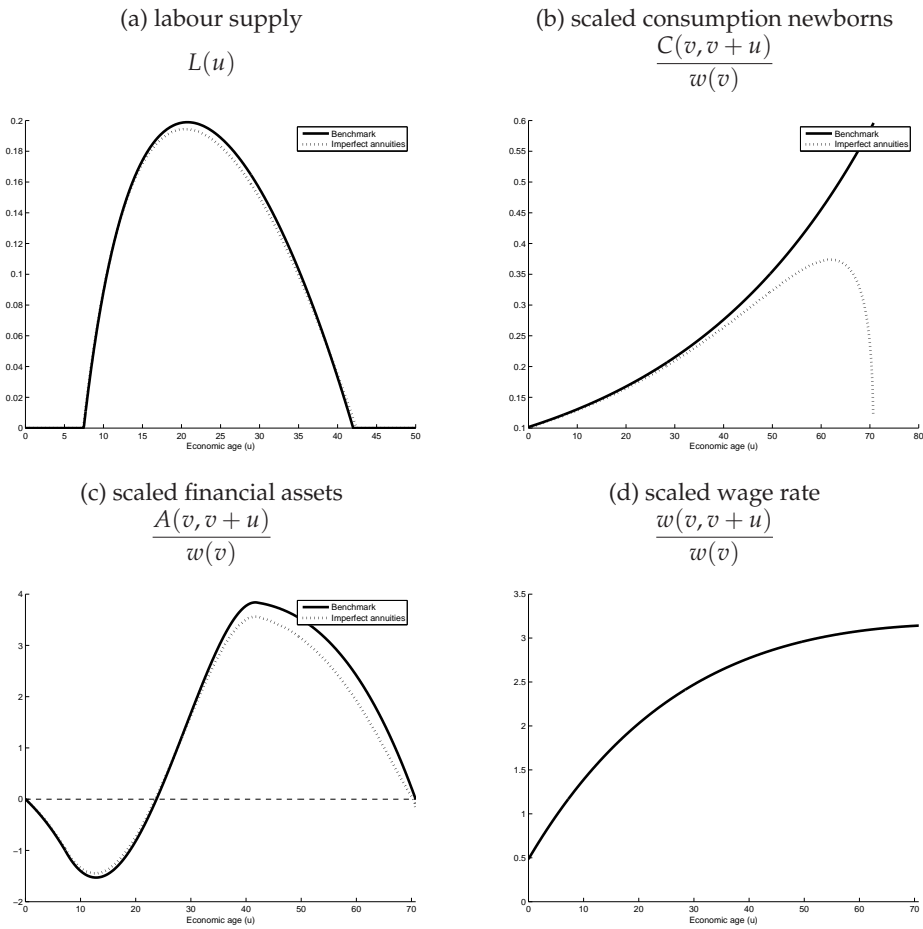 (a) labour supply
L(u)
0.2
0.18
0.16
0.14
0.12
0.1
0.08
0.06
0.04
0.02
0
Benchmark
Imperfect annuities
0 5 10 15 20 25 30 35 40 45 50
Economic age (u)
(b) scaled consumption newborns
C(v, v + u)
w(v)
0.6
0.55
0.5
0.45
0.4
0.35
0.3
0.25
0.2
0.15
0.1
Benchmark
Imperfect annuities
0 10 20 30 40 50 60 70 80
Economic age (u)
(c) scaled financial assets
A(v, v + u)
w(v)
4
3
2
1
0
−1
−2
Benchmark
Imperfect annuities
0 10 20 30 40 50 60 70
Economic age (u)
(d) scaled wage rate
w(v, v + u)
w(v)
3.5
3
2.5
2
1.5
1
0.5
0
0 10 20 30 40 50 60 70
Economic age (u)